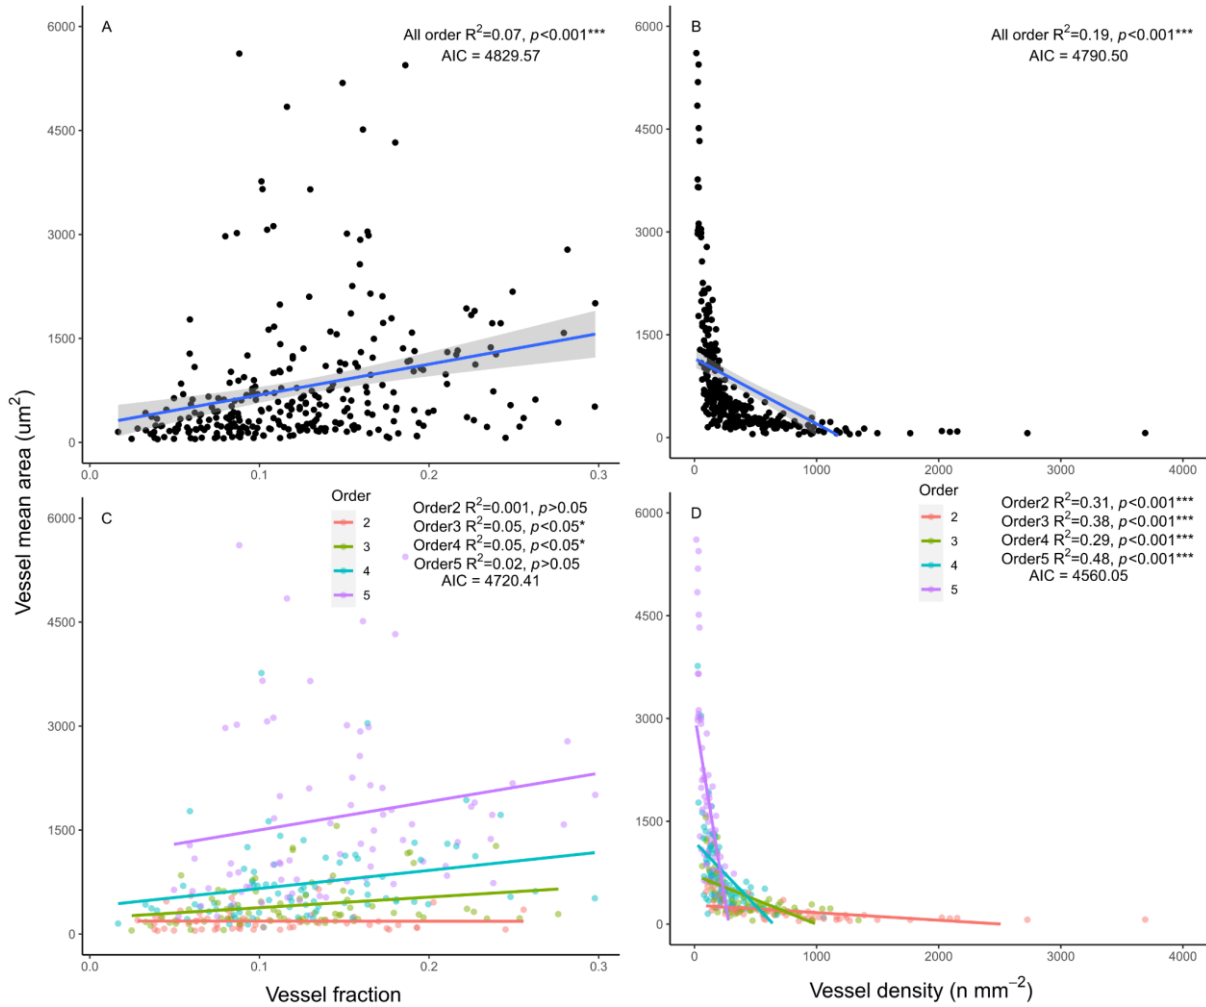 A
All order R²=0.07, p<0.001***
AIC = 4829.57
6000
4500
3000
1500
0
0.0
0.1
0.2
0.3
B
All order R²=0.19, p<0.001***
AIC = 4790.50
6000
4500
3000
1500
0
0
1000
2000
3000
4000
Vessel mean area (um²)
C
Order
2
3
4
5
Order2 R²=0.001, p>0.05
Order3 R²=0.05, p<0.05*
Order4 R²=0.05, p<0.05*
Order5 R²=0.02, p>0.05
AIC = 4720.41
6000
4500
3000
1500
0
0.0
0.1
0.2
0.3
Vessel fraction
D
Order
2
3
4
5
Order2 R²=0.31, p<0.001***
Order3 R²=0.38, p<0.001***
Order4 R²=0.29, p<0.001***
Order5 R²=0.48, p<0.001***
AIC = 4560.05
6000
4500
3000
1500
0
0
1000
2000
3000
4000
Vessel density (n mm⁻²)